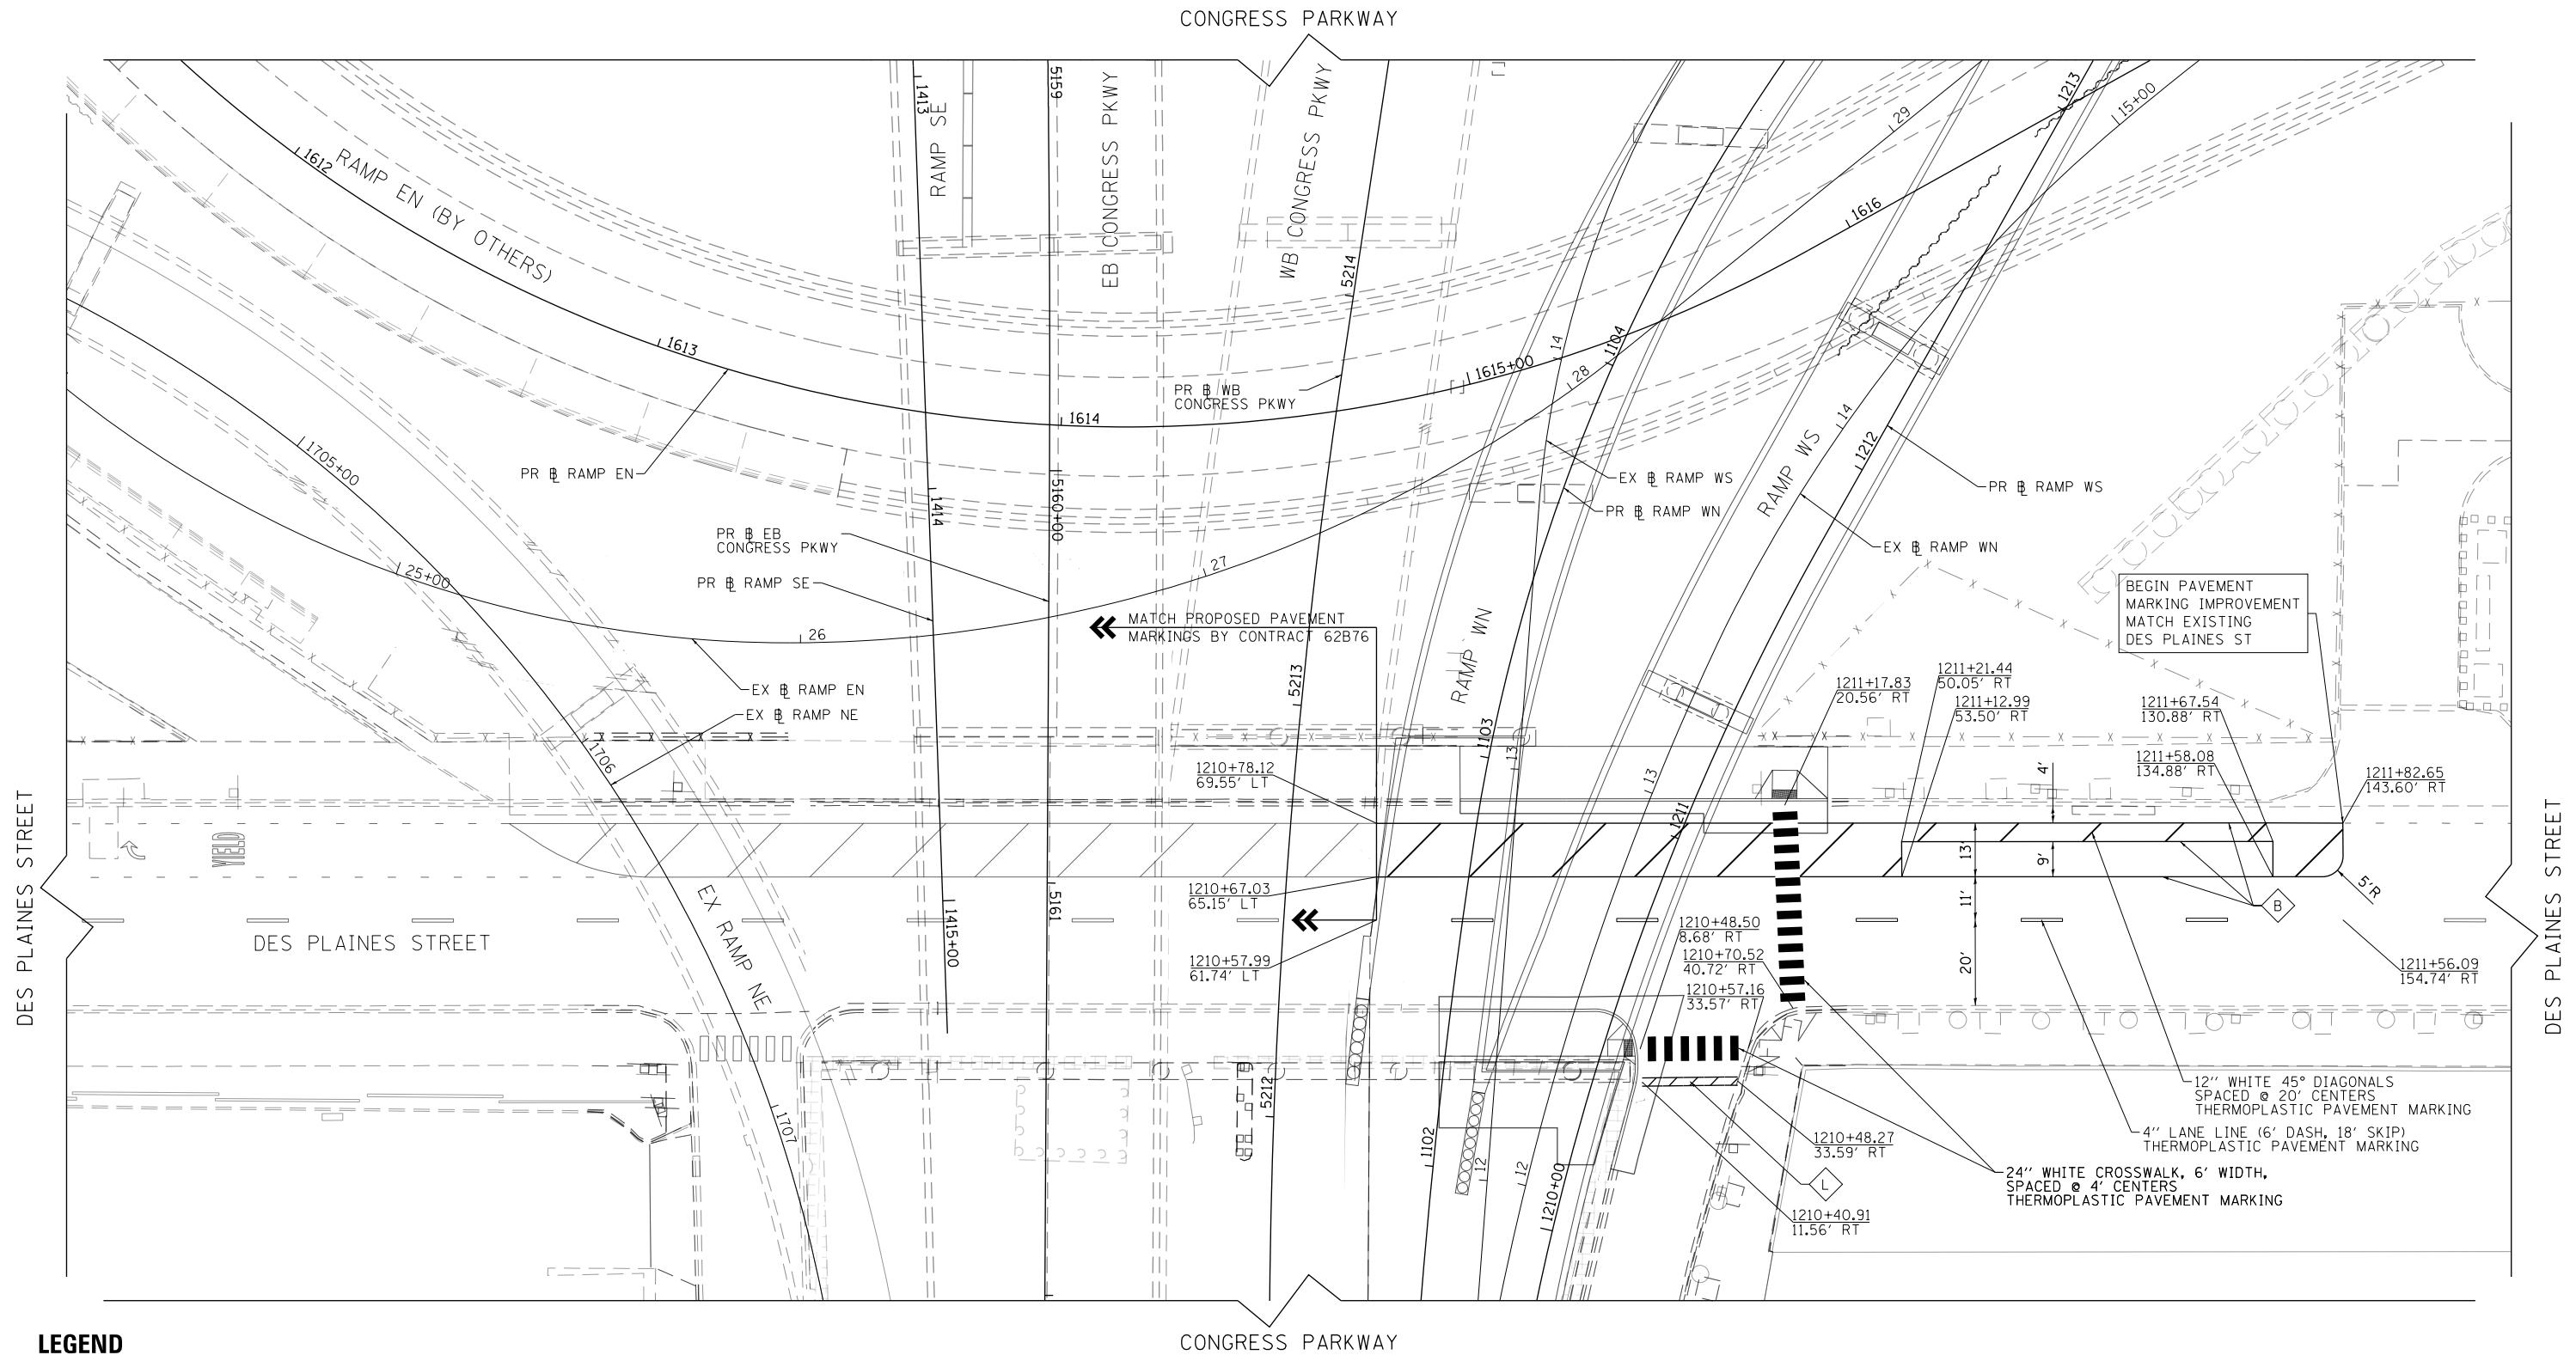 CONGRESS PARKWAY
1413
RAMP SE
5159
EB CONGRESS PKWY
WB CONGRESS PKWY
29
1213
15+00
1612
RAMP EN (BY OTHERS)
1616
5214
1613
14
1104
1615+00
28
PR ℄ WB
CONGRESS PKWY
1614
14
1212
1705+00
PR ℄ RAMP EN
1414
5160+00
EX ℄ RAMP WS
RAMP WS
PR ℄ RAMP WS
PR ℄ RAMP WN
PR ℄ EB
CONGRESS PKWY
EX ℄ RAMP WN
25+00
PR ℄ RAMP SE
27
BEGIN PAVEMENT
MARKING IMPROVEMENT
MATCH EXISTING
DES PLAINES ST
26
MATCH PROPOSED PAVEMENT
MARKINGS BY CONTRACT 62B76
RAMP WN
EX ℄ RAMP EN
5213
1211+17.83
20.56' RT
1211+21.44
50.05' RT
1211+12.99
53.50' RT
1211+67.54
130.88' RT
EX ℄ RAMP NE
1706
1103
13
1210+78.12
69.55' LT
13
4'
1211+58.08
134.88' RT
1211+82.65
143.60' RT
1211
YIELD
13'
9'
DES PLAINES STREET
DES PLAINES STREET
1210+67.03
65.15' LT
5161
EX RAMP NE
11'
5'R
B
1415+00
DES PLAINES STREET
1210+48.50
8.68' RT
1210+57.99
61.74' LT
1210+70.52
40.72' RT
20'
1211+56.09
154.74' RT
1210+57.16
33.57' RT
5212
1707
1102
12
12
1210+00
12'' WHITE 45° DIAGONALS
SPACED @ 20' CENTERS
THERMOPLASTIC PAVEMENT MARKING
1210+48.27
33.59' RT
4'' LANE LINE (6' DASH, 18' SKIP)
THERMOPLASTIC PAVEMENT MARKING
L
24'' WHITE CROSSWALK, 6' WIDTH,
SPACED @ 4' CENTERS
THERMOPLASTIC PAVEMENT MARKING
1210+40.91
11.56' RT
LEGEND
CONGRESS PARKWAY